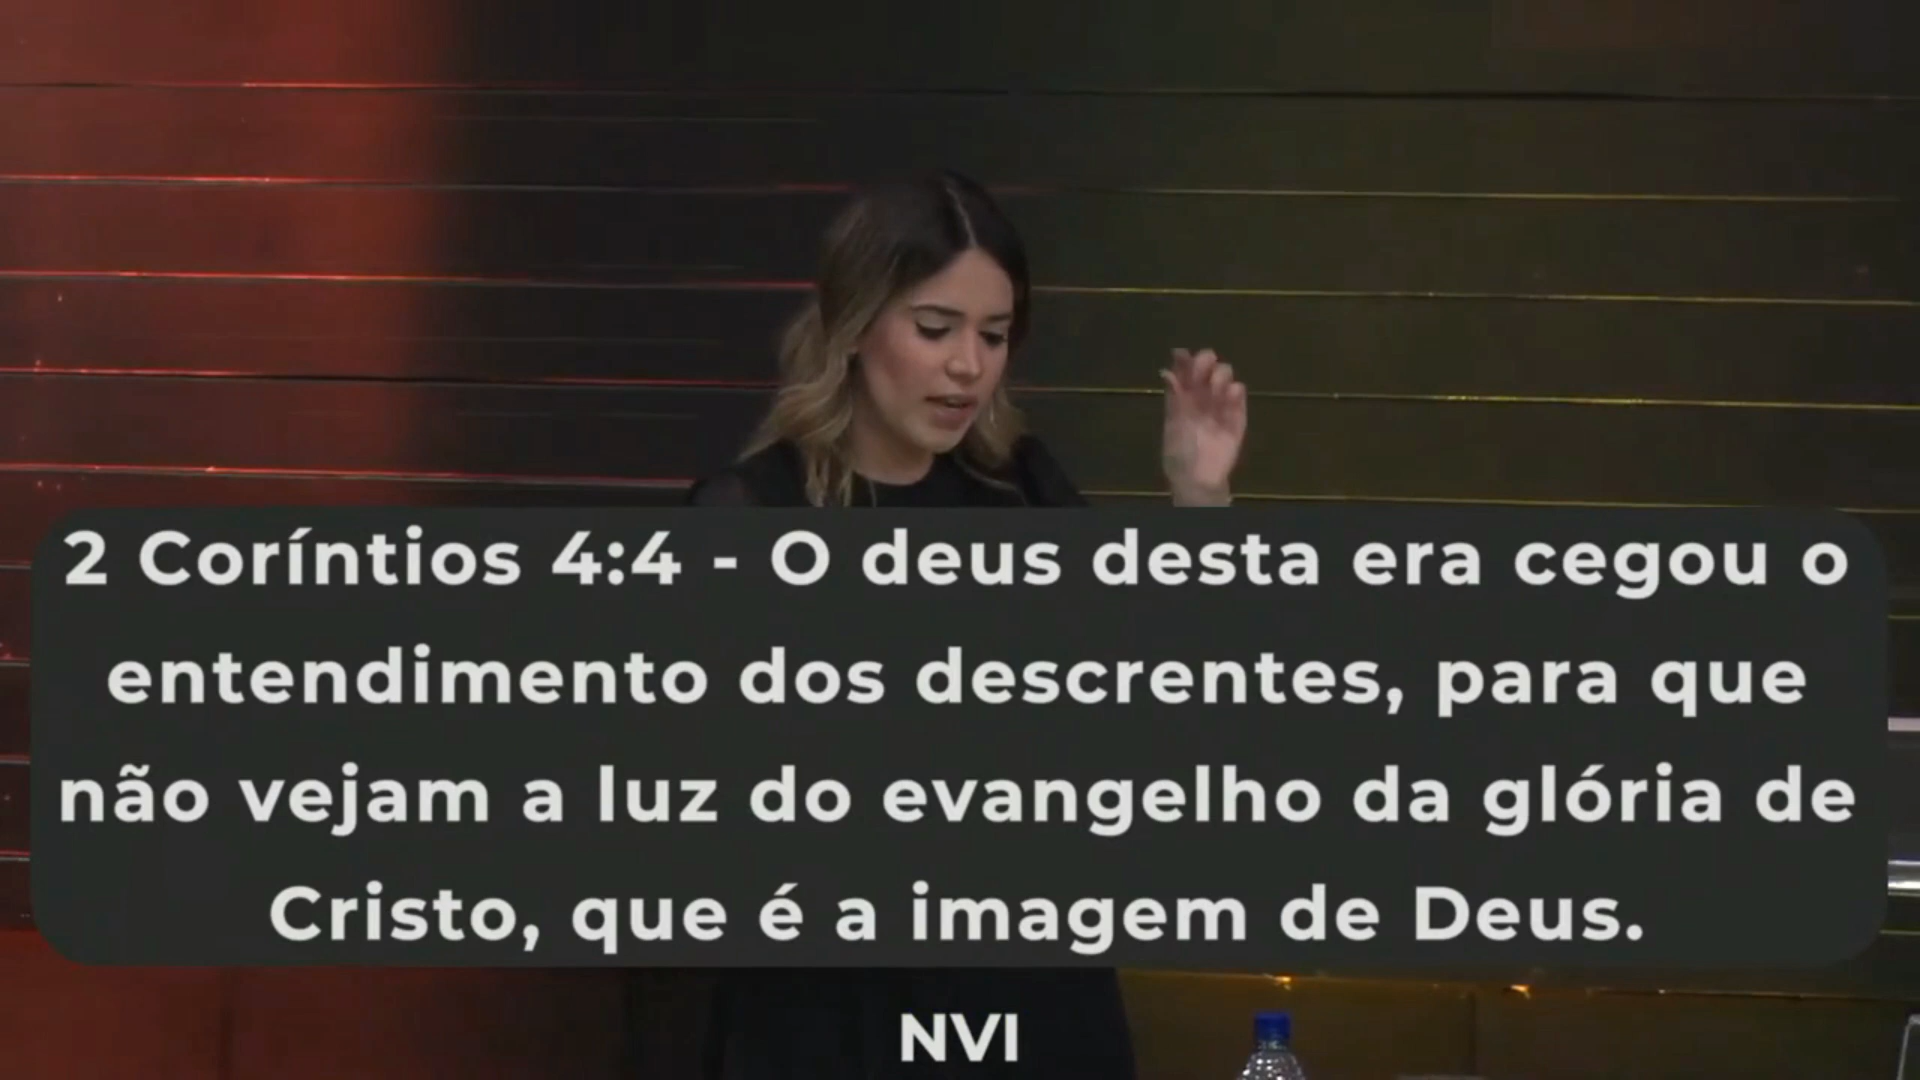 2 Coríntios 4:4 - O deus desta era cegou o
entendimento dos descrentes, para que
não vejam a luz do evangelho da glória de
Cristo, que é a imagem de Deus.
NVI